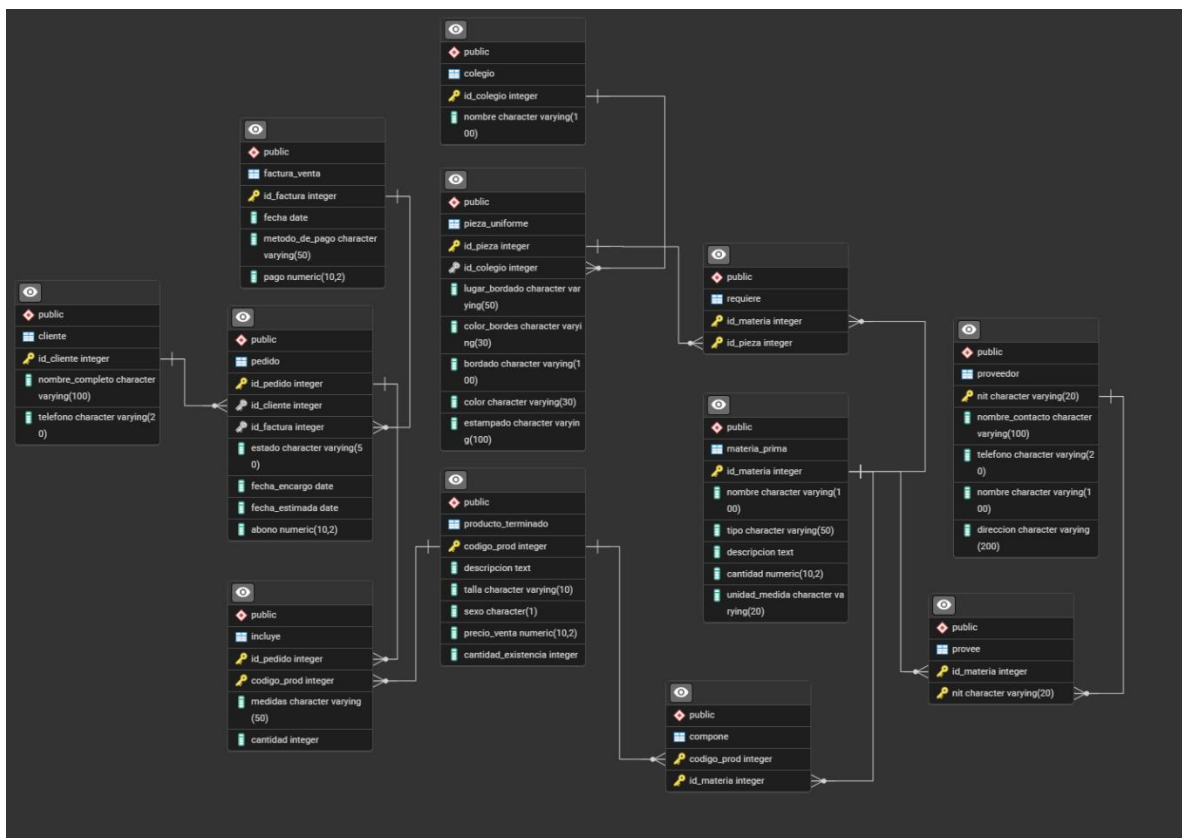 public
colegio
id_colegio integer
nombre character varying(1
00)
public
factura_venta
id_factura integer
fecha date
metodo_de_pago character
varying(50)
pago numeric(10,2)
public
pieza_uniforme
id_pieza integer
id_colegio integer
lugar_bordado character var
ying(50)
color_bordes character varyi
ng(30)
bordado character varying(1
00)
color character varying(30)
estampado character varyin
g(100)
public
requiere
id_materia integer
id_pieza integer
public
cliente
id_cliente integer
nombre_completo character
varying(100)
telefono character varying(2
0)
public
pedido
id_pedido integer
id_cliente integer
id_factura integer
estado character varying(5
0)
fecha_encargo date
fecha_estimada date
abono numeric(10,2)
public
proveedor
nit character varying(20)
nombre_contacto character
varying(100)
telefono character varying(2
0)
nombre character varying(1
00)
direccion character varying
(200)
public
materia_prima
id_materia integer
nombre character varying(1
00)
tipo character varying(50)
descripcion text
cantidad numeric(10,2)
unidad_medida character va
rying(20)
public
producto_terminado
codigo_prod integer
descripcion text
talla character varying(10)
sexo character(1)
precio_venta numeric(10,2)
cantidad_existencia integer
public
incluye
id_pedido integer
codigo_prod integer
medidas character varying
(50)
cantidad integer
public
provee
id_materia integer
nit character varying(20)
public
compone
codigo_prod integer
id_materia integer